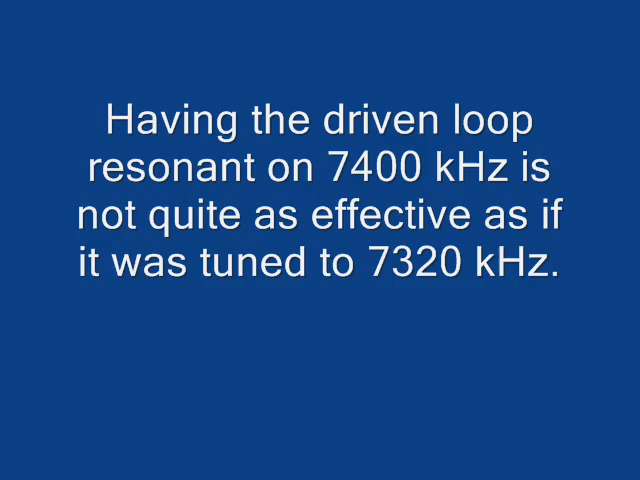 Having the driven loop
resonant on 7400 kHz is
not quite as effective as if
it was tuned to 7320 kHz.